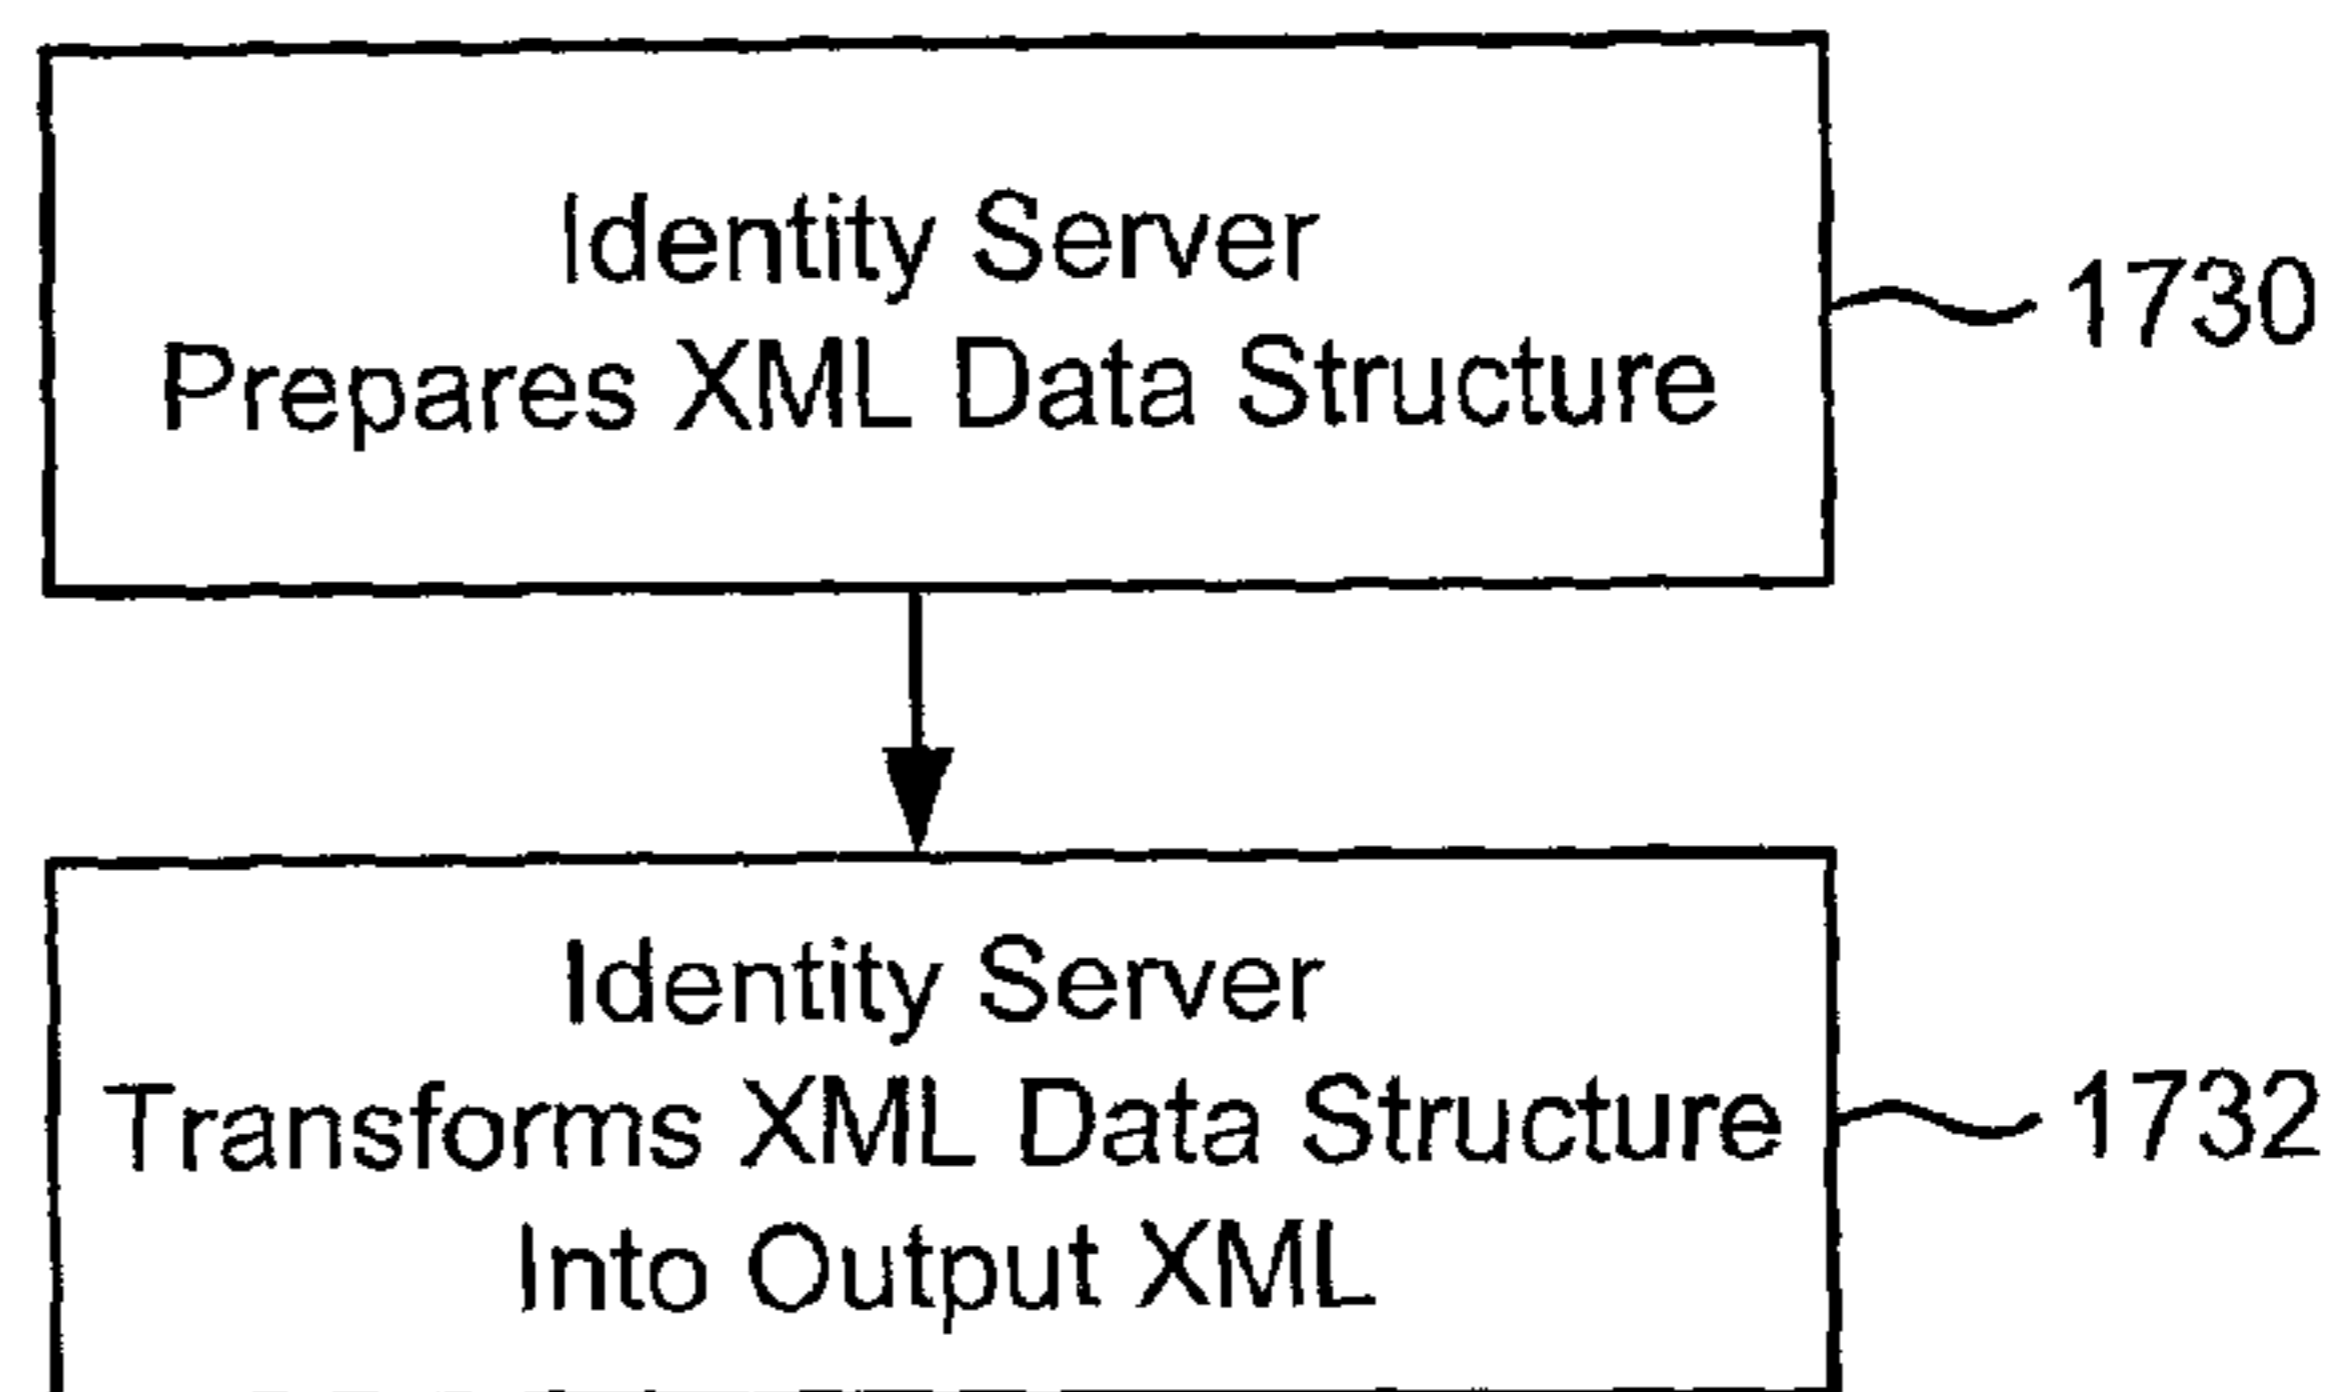 Identity Server
Prepares XML Data Structure
1730
Identity Server
Transforms XML Data Structure
Into Output XML
1732